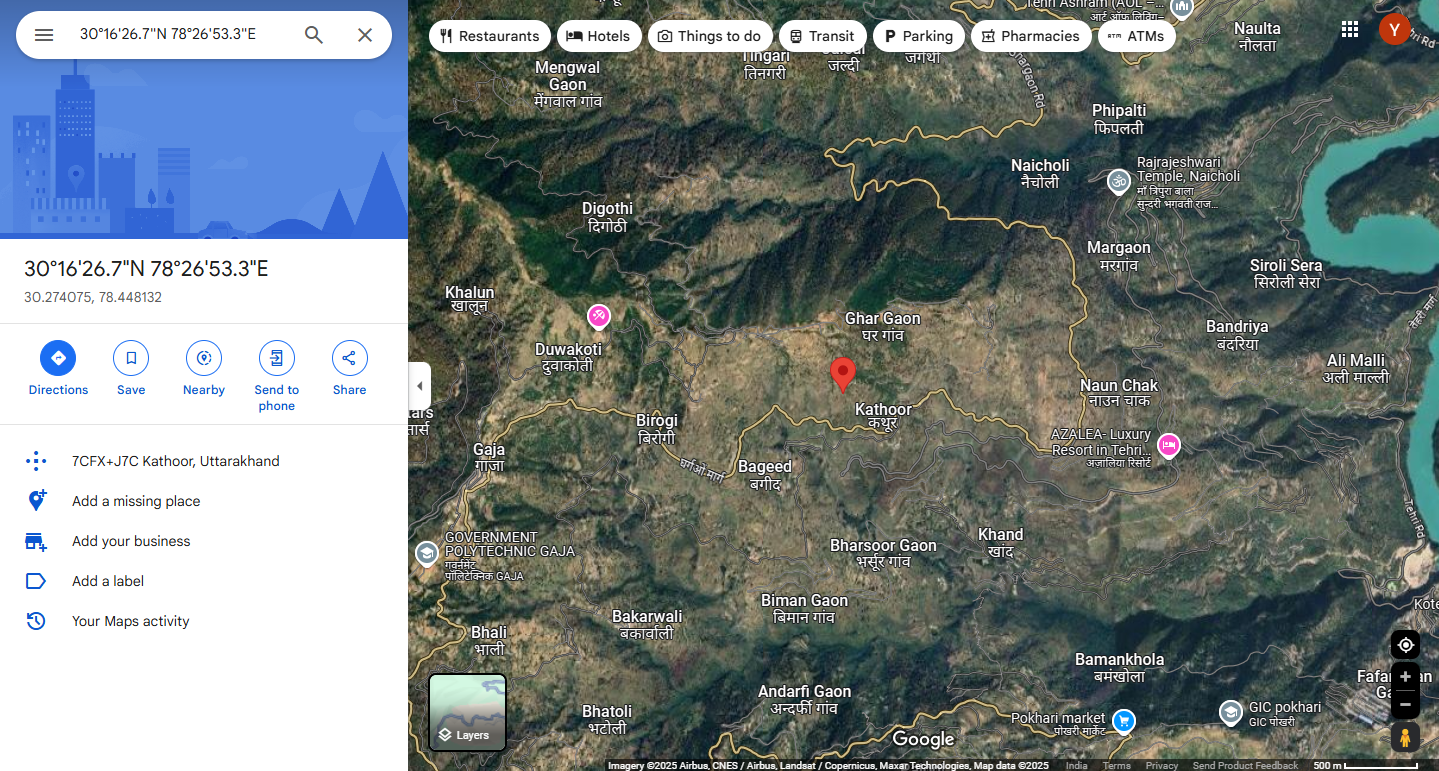 30°16'26.7"N 78°26'53.3"E
Restaurants
Hotels
Things to do
Transit
Parking
Pharmacies
ATMs
Y
30°16'26.7"N 78°26'53.3"E
30.274075, 78.448132
Directions
Save
Nearby
Send to
phone
Share
7CFX+J7C Kathoor, Uttarakhand
Add a missing place
Add your business
Add a label
Your Maps activity
Naulta
नौलता
Mengwal
Gaon
मेंगवाल गांव
Tingari
तिनगरी
जल्दी
Phipalti
फिपलती
Naicholi
नैचोली
Rajrajeshwari
Temple, Naicholi
माँ त्रिपुरा बाला
सुन्दरी भगवती राज...
Digothi
दिगोठी
Margaon
मरगांव
Siroli Sera
सिरोली सेरा
Khalun
खालून
Ghar Gaon
घर गांव
Bandriya
बंदरिया
Duwakoti
दुवाकोती
Ali Malli
अली माल्ली
Naun Chak
नाउन चाक
Kathoor
कथूर
Birogi
बिरोगी
AZALEA- Luxury
Resort in Tehri...
अजालिया रिसोर्ट
Gaja
गाजा
Bageed
बगीद
Tehri Rd
GOVERNMENT
POLYTECHNIC GAJA
गवर्नमेंट
पॉलिटेक्निक GAJA
Khand
खांद
Bharsoor Gaon
भर्सूर गांव
Biman Gaon
बिमान गांव
Bakarwali
बकार्वाली
Bhali
भाली
Bamankhola
बमंखोला
Andarfi Gaon
अन्दर्फी गांव
Bhatoli
भटोली
Pokhari market
पोखरी मार्केट
GIC pokhari
GIC पोखरी
Layers
Google
Imagery ©2025 Airbus, CNES / Airbus, Landsat / Copernicus, Maxar Technologies, Map data ©2025
India
Terms
Privacy
Send Product Feedback
500 m